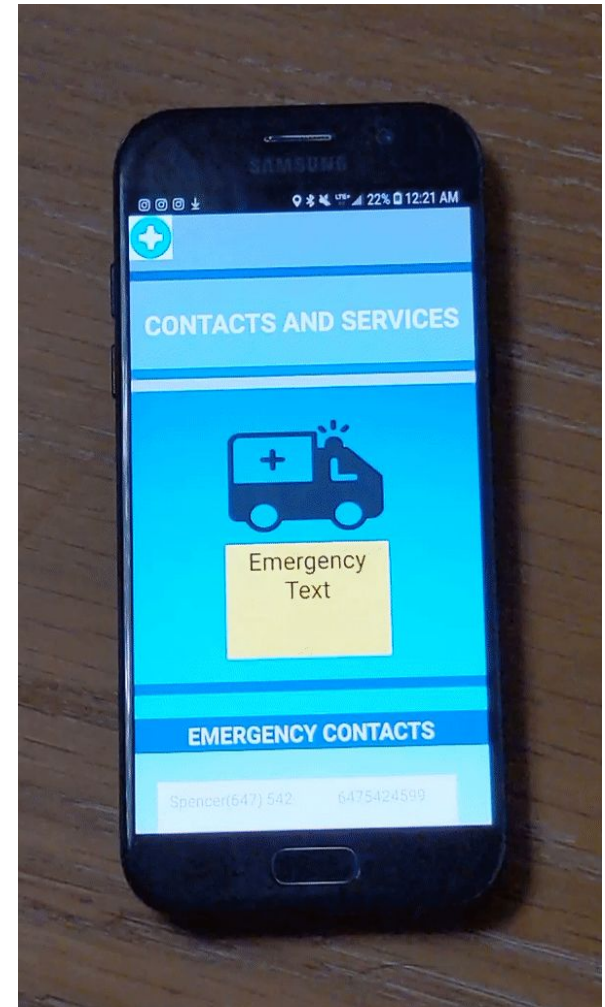 SAMSUNG
22% 12:21 AM
CONTACTS AND SERVICES
Emergency
Text
EMERGENCY CONTACTS
Spencer(647) 542 6475424599